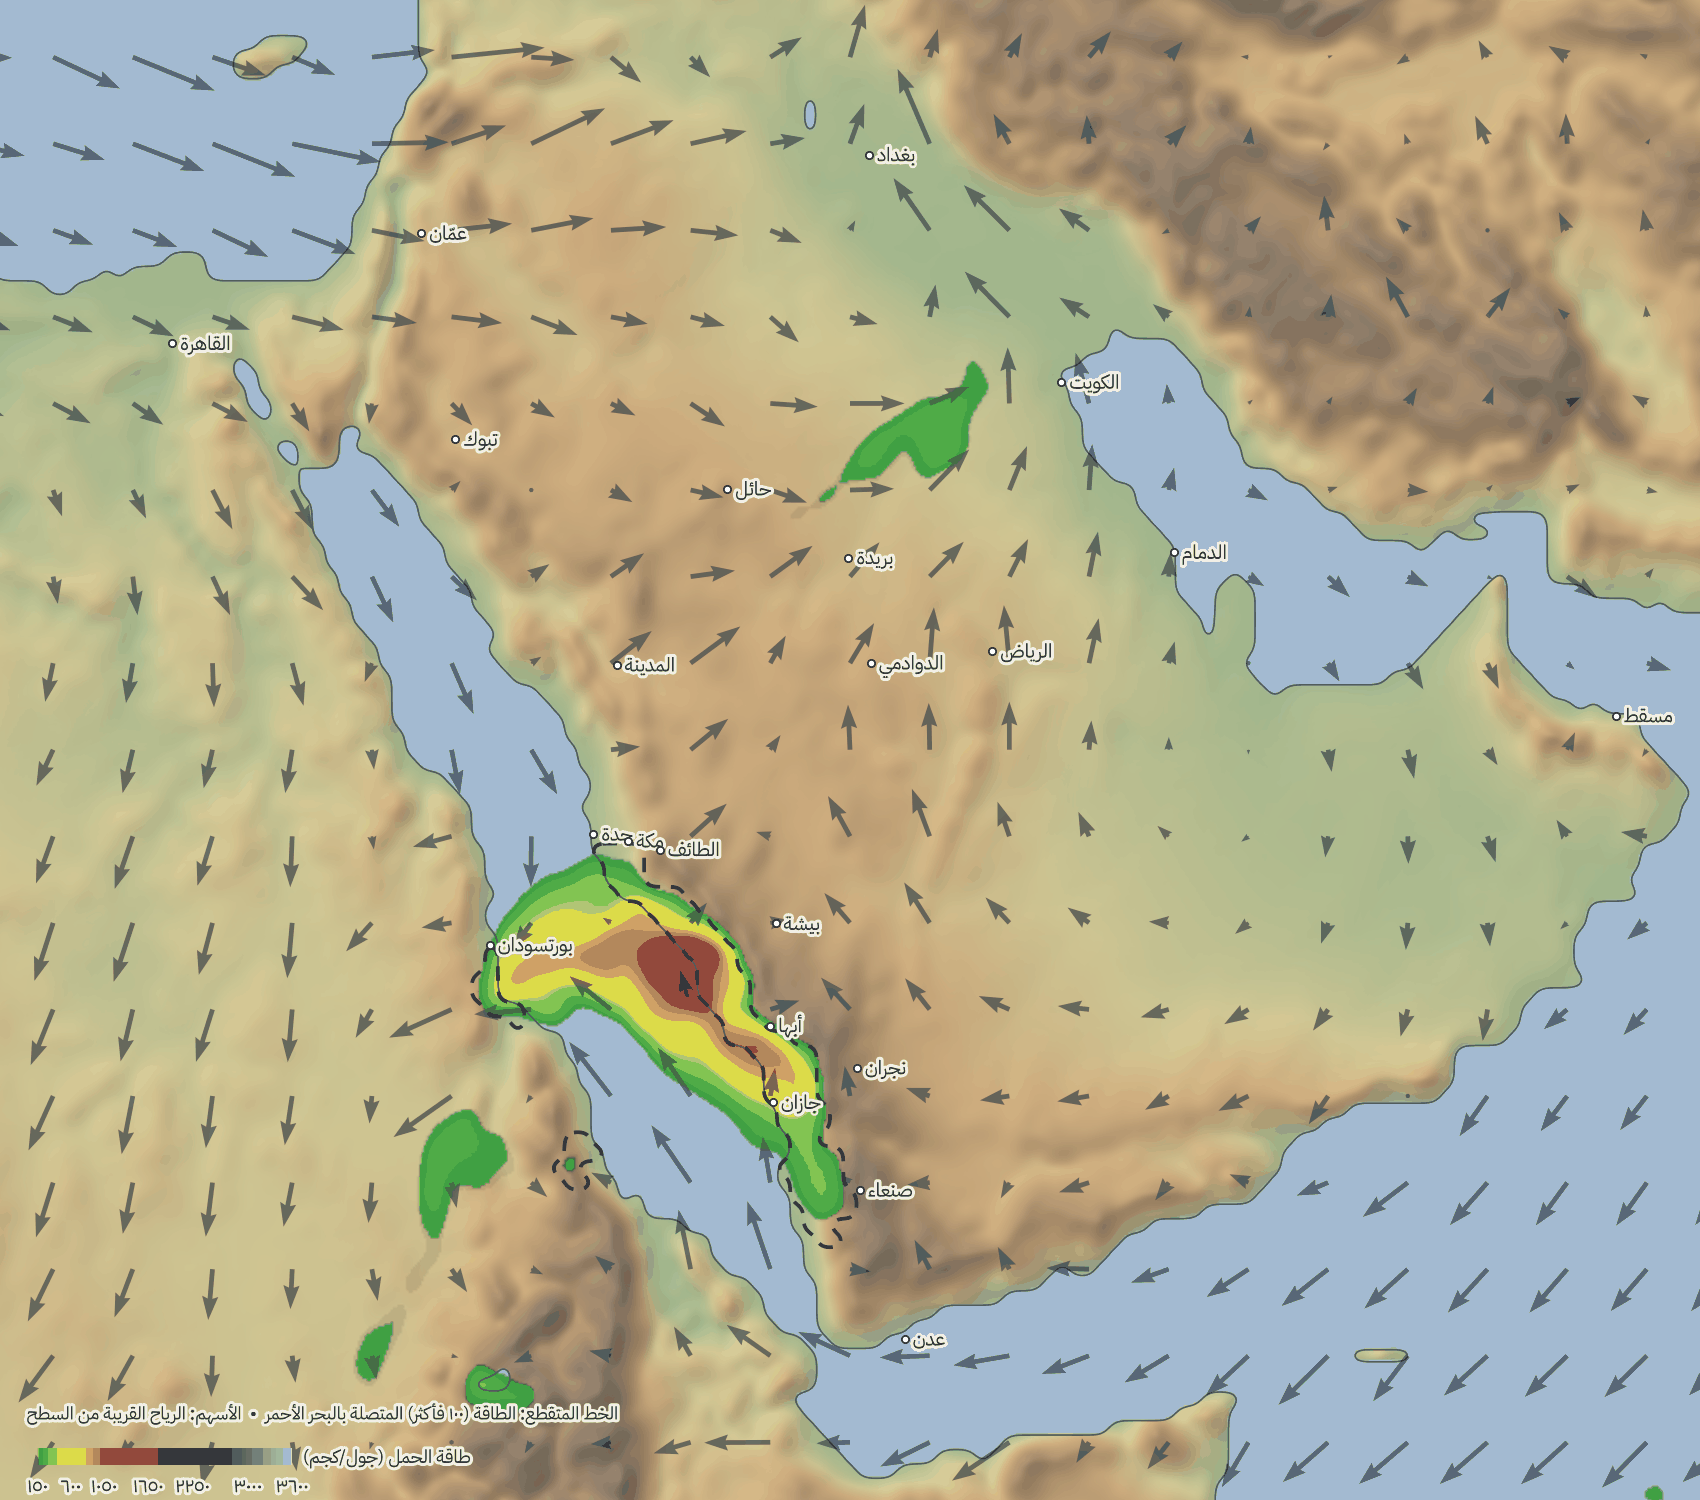 بغداد
عمّان
القاهرة
الكويت
تبوك
حائل
الدمام
بريدة
الرياض
الدوادمي
المدينة
مسقط
جدة
مكة
الطائف
بيشة
بورتسودان
أبها
نجران
جازان
صنعاء
عدن
الخط المتقطع: الطاقة (١٠٠ فأكثر) المتصلة بالبحر الأحمر • الأسهم: الرياح القريبة من السطح
طاقة الحمل (جول/كجم)
١٥٠ ٦٠٠ ١٠٥٠ ١٦٥٠ ٢٢٥٠ ٣٠٠٠ ٣٦٠٠